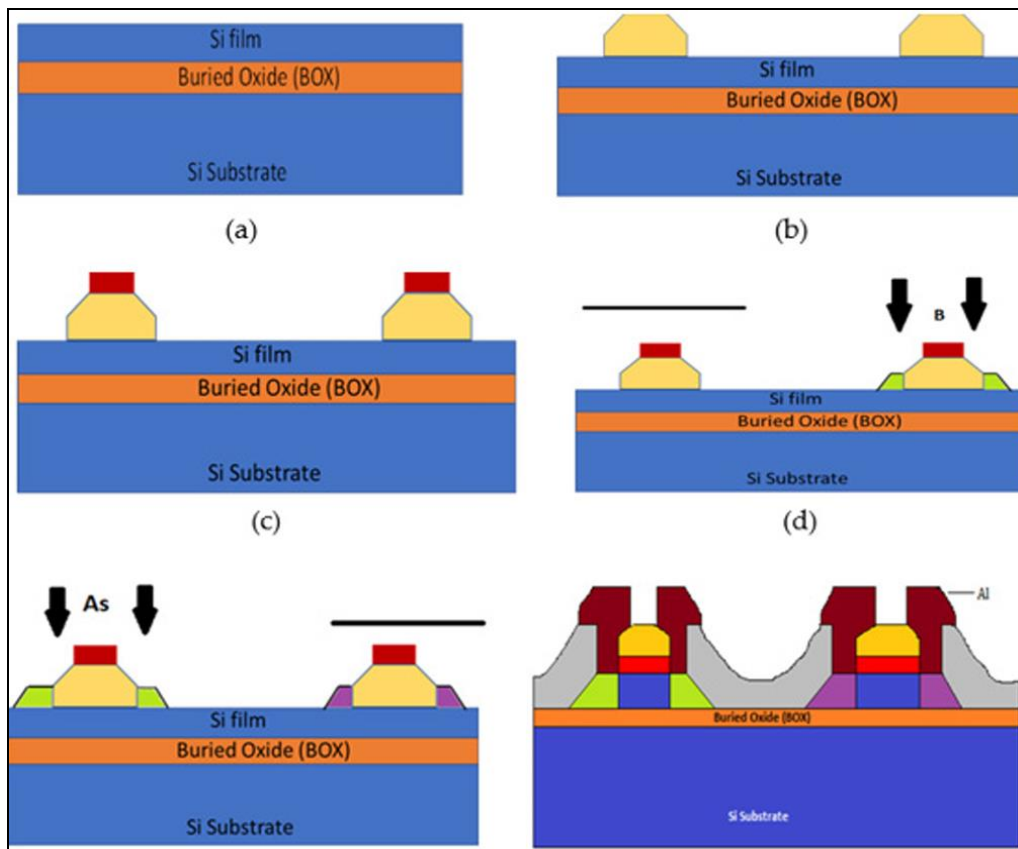 Si film
Buried Oxide (BOX)
Si Substrate
(a)
Si film
Buried Oxide (BOX)
Si Substrate
(b)
Si film
Buried Oxide (BOX)
Si Substrate
(c)
B
Si film
Buried Oxide (BOX)
Si Substrate
(d)
As
Si film
Buried Oxide (BOX)
Si Substrate
Al
Buried Oxide (BOX)
Si Substrate